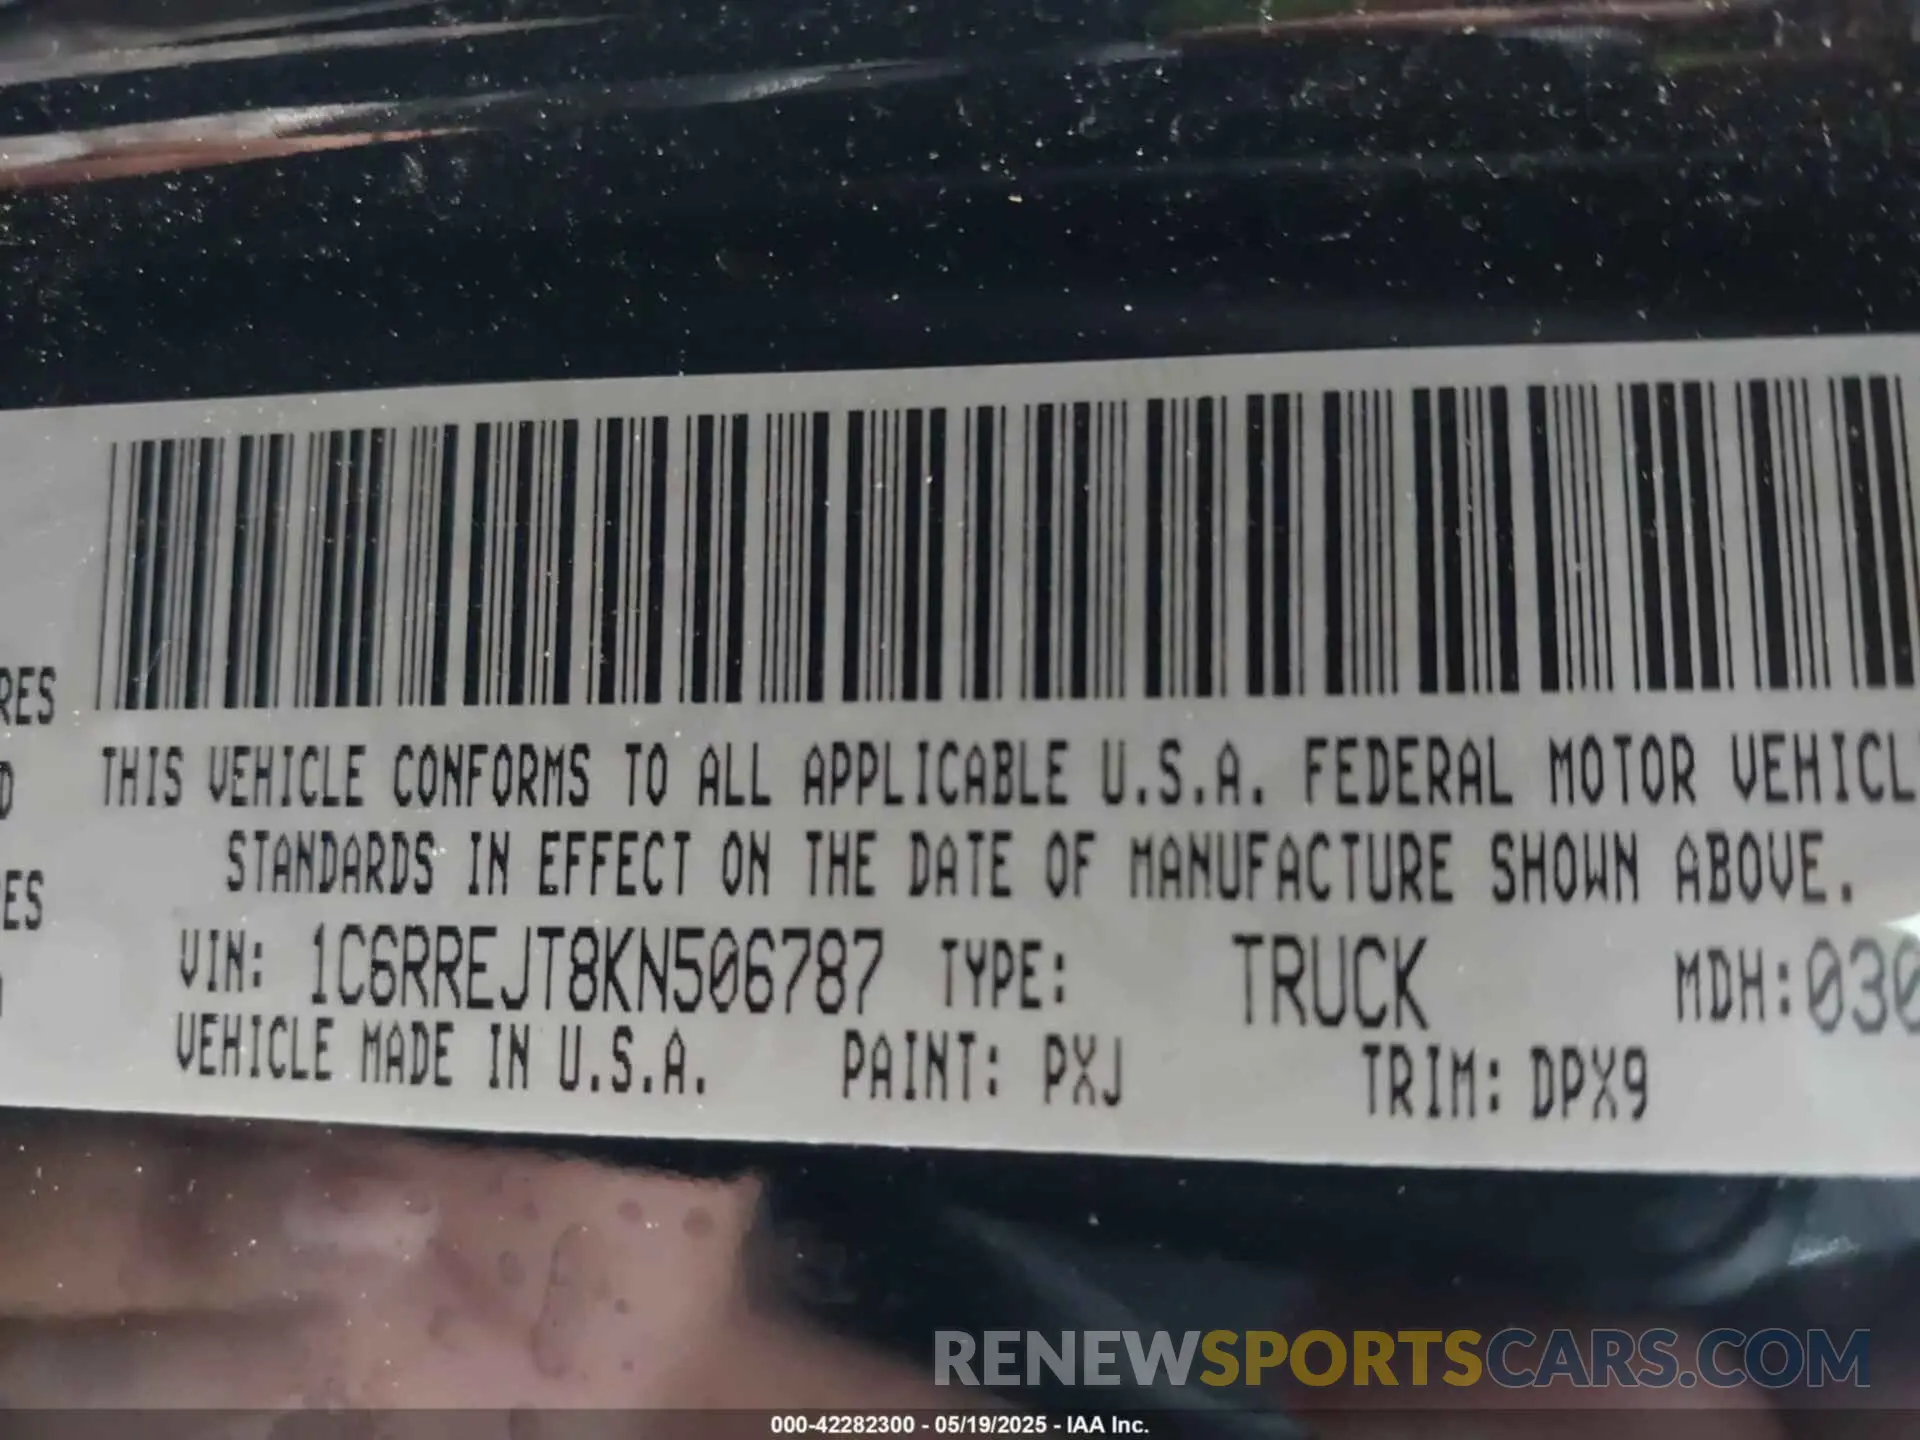 RES
D
ES
THIS VEHICLE CONFORMS TO ALL APPLICABLE U.S.A. FEDERAL MOTOR VEHICL
STANDARDS IN EFFECT ON THE DATE OF MANUFACTURE SHOWN ABOVE.
VIN: 1C6RREJT8KN506787 TYPE: TRUCK MDH:030
VEHICLE MADE IN U.S.A. PAINT: PXJ TRIM: DPX9
RENEWSPORTSCARS.COM
000-42282300 - 05/19/2025 - IAA Inc.